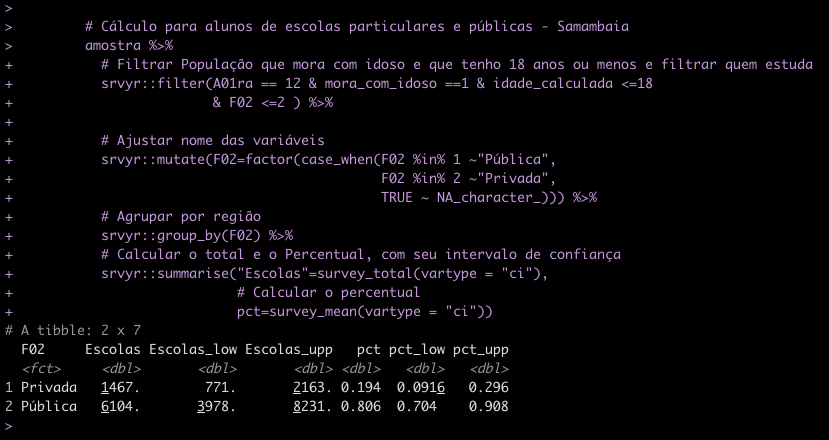 >
>         # Cálculo para alunos de escolas particulares e públicas - Samambaia
>         amostra %>%
+           # Filtrar População que mora com idoso e que tenho 18 anos ou menos e filtrar quem estuda
+           srvyr::filter(A01ra == 12 & mora_com_idoso ==1 & idade_calculada <=18
+                         & F02 <=2 ) %>%
+
+           # Ajustar nome das variáveis
+           srvyr::mutate(F02=factor(case_when(F02 %in% 1 ~"Pública",
+                                              F02 %in% 2 ~"Privada",
+                                              TRUE ~ NA_character_))) %>%
+           # Agrupar por região
+           srvyr::group_by(F02) %>%
+           # Calcular o total e o Percentual, com seu intervalo de confiança
+           srvyr::summarise("Escolas"=survey_total(vartype = "ci"),
+                            # Calcular o percentual
+                            pct=survey_mean(vartype = "ci"))
# A tibble: 2 x 7
  F02     Escolas Escolas_low Escolas_upp   pct pct_low pct_upp
  <fct>     <dbl>       <dbl>       <dbl> <dbl>   <dbl>   <dbl>
1 Privada   1467.        771.       2163. 0.194  0.0916   0.296
2 Pública   6104.       3978.       8231. 0.806  0.704    0.908
>